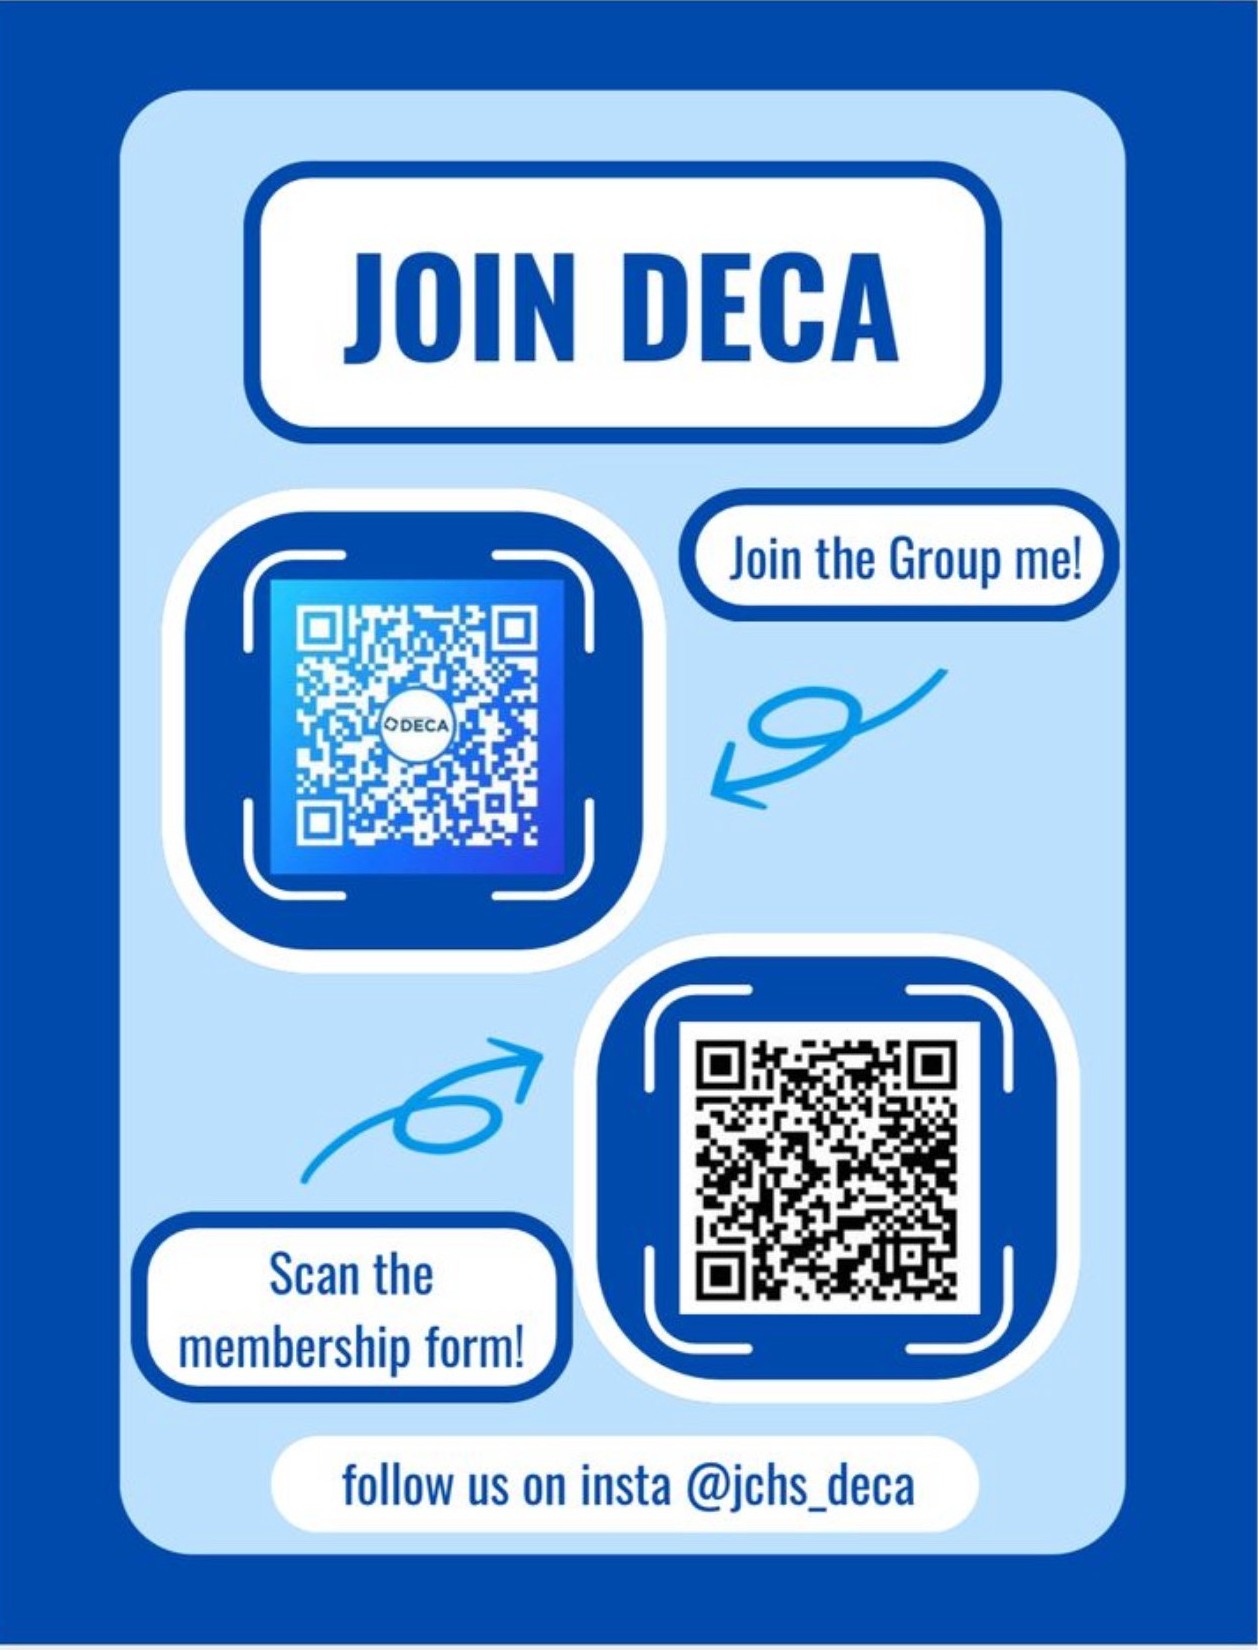 JOIN DECA
Join the Group me!
DECA
Scan the
membership form!
follow us on insta @jchs_deca